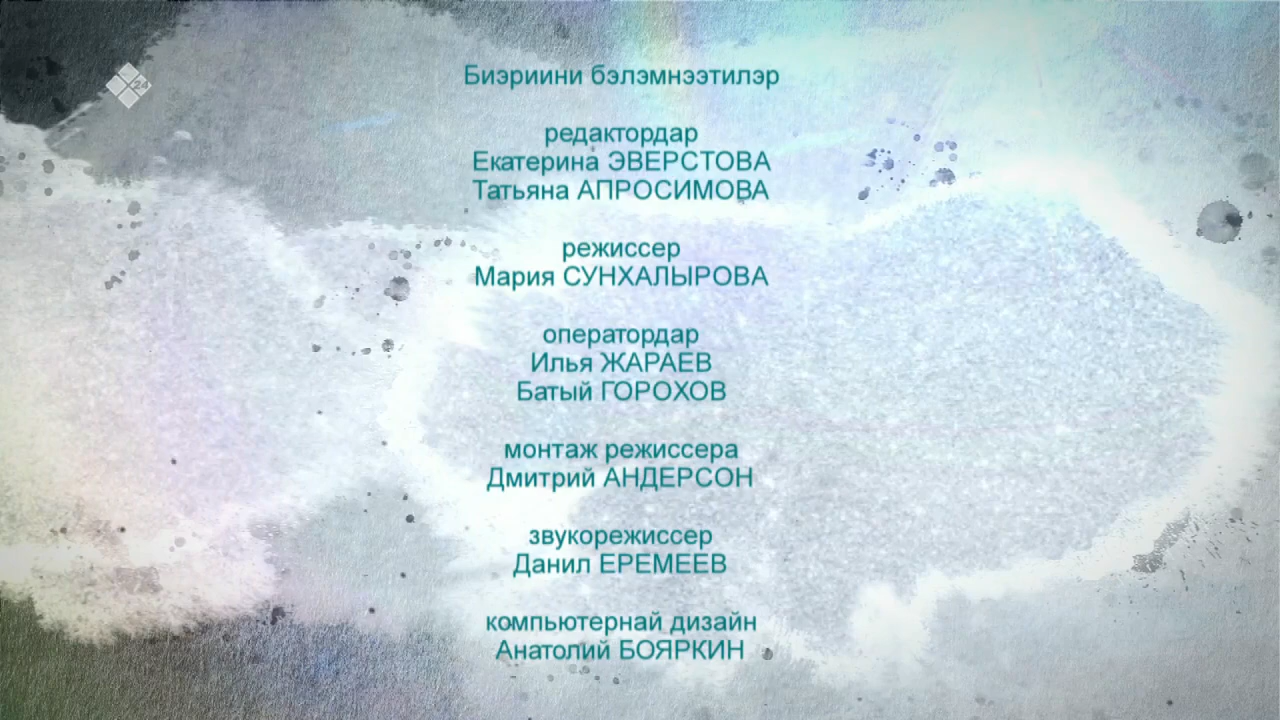 24
Биэриини бэлэмнээтилэр
редактордар
Екатерина ЭВЕРСТОВА
Татьяна АПРОСИМОВА
режиссер
Мария СУНХАЛЫРОВА
оператордар
Илья ЖАРАЕВ
Батый ГОРОХОВ
монтаж режиссера
Дмитрий АНДЕРСОН
звукорежиссер
Данил ЕРЕМЕЕВ
компьютернай дизайн
Анатолий БОЯРКИН